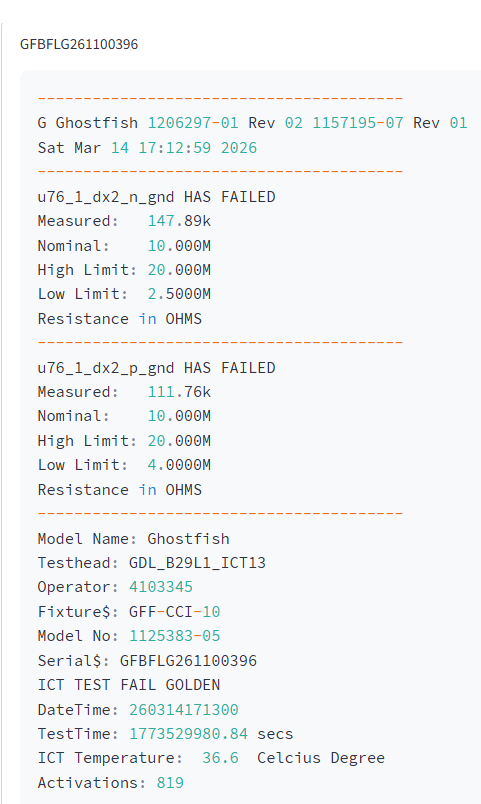 GFBFLG261100396
----------------------------------------
G Ghostfish 1206297-01 Rev 02 1157195-07 Rev 01
Sat Mar 14 17:12:59 2026
----------------------------------------
u76_1_dx2_n_gnd HAS FAILED
Measured:   147.89k
Nominal:    10.000M
High Limit: 20.000M
Low Limit:  2.5000M
Resistance in OHMS
----------------------------------------
u76_1_dx2_p_gnd HAS FAILED
Measured:   111.76k
Nominal:    10.000M
High Limit: 20.000M
Low Limit:  4.0000M
Resistance in OHMS
----------------------------------------
Model Name: Ghostfish
Testhead: GDL_B29L1_ICT13
Operator: 4103345
Fixture$: GFF-CCI-10
Model No: 1125383-05
Serial$: GFBFLG261100396
ICT TEST FAIL GOLDEN
DateTime: 260314171300
TestTime: 1773529980.84 secs
ICT Temperature:  36.6  Celcius Degree
Activations: 819